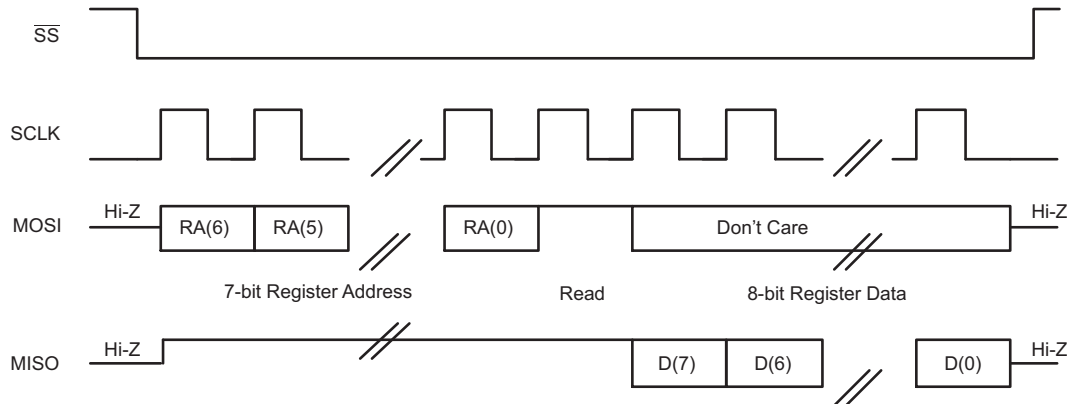 SS
SCLK
MOSI Hi-Z RA(6) RA(5) RA(0) Don't Care Hi-Z
7-bit Register Address Read 8-bit Register Data
MISO Hi-Z D(7) D(6) D(0) Hi-Z